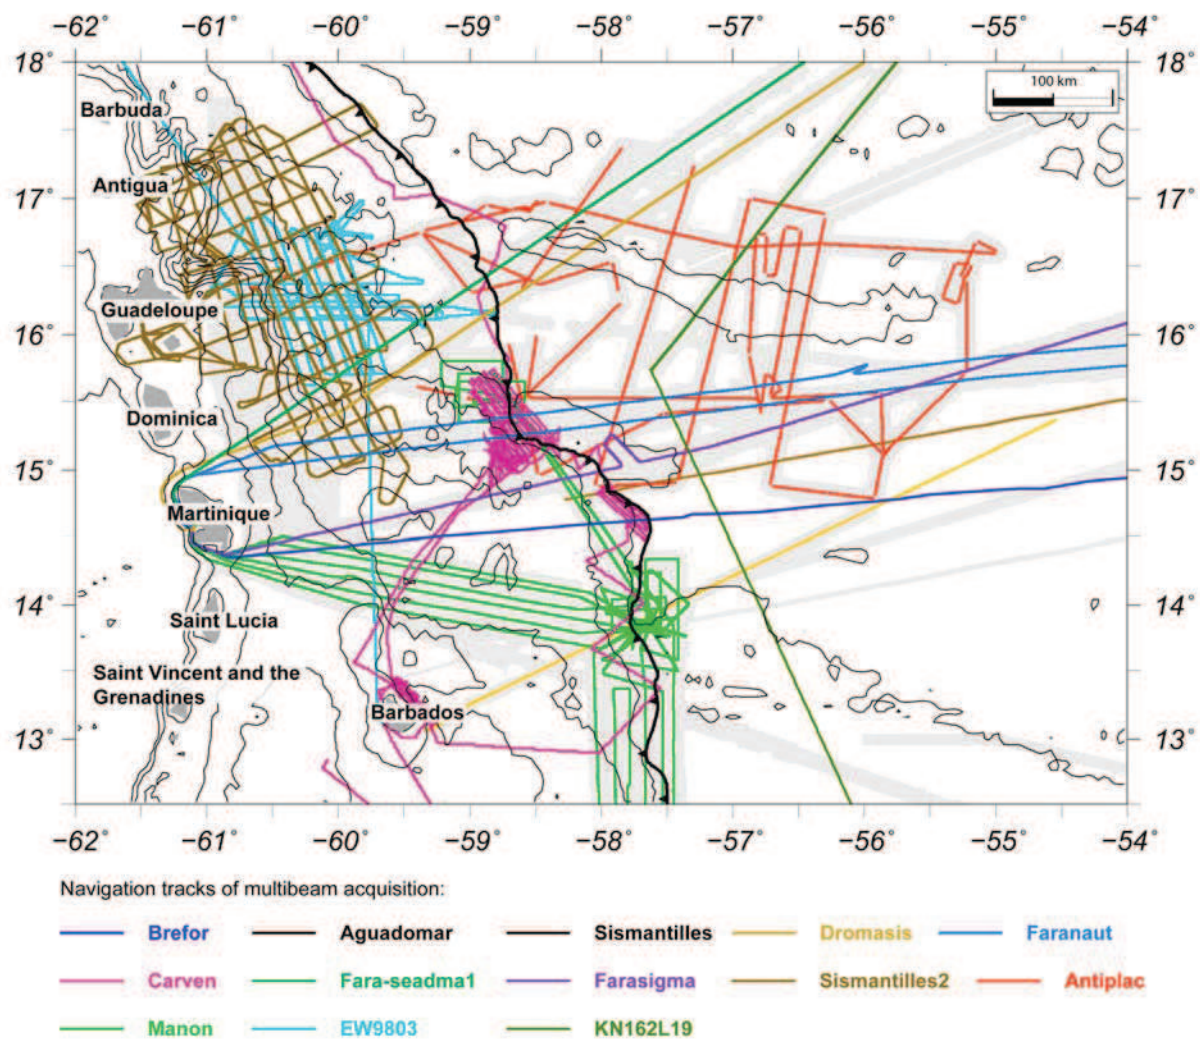 −62˚ −61˚ −60˚ −59˚ −58˚ −57˚ −56˚ −55˚ −54˚
18˚ 18˚
100 km
Barbuda
Antigua
17˚ 17˚
Guadeloupe
16˚ 16˚
Dominica
15˚ 15˚
Martinique
14˚ 14˚
Saint Lucia
Saint Vincent and the
Grenadines
Barbados
13˚ 13˚
−62˚ −61˚ −60˚ −59˚ −58˚ −57˚ −56˚ −55˚ −54˚
Navigation tracks of multibeam acquisition:
Brefor Aguadomar Sismantilles Dromasis Faranaut
Carven Fara-seadma1 Farasigma Sismantilles2 Antiplac
Manon EW9803 KN162L19